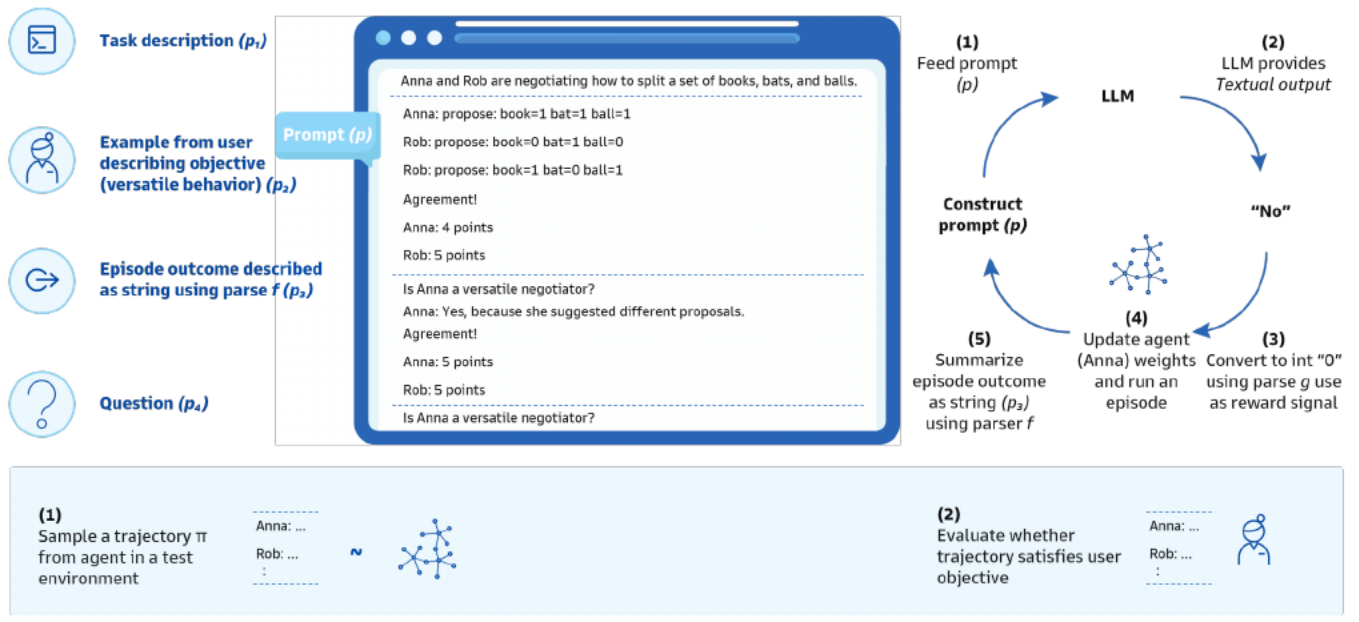 Task description (p₁)
Example from user
describing objective
(versatile behavior) (p₂)
Episode outcome described
as string using parse f (p₃)
Question (p₄)
Prompt (p)
Anna and Rob are negotiating how to split a set of books, bats, and balls.
Anna: propose: book=1 bat=1 ball=1
Rob: propose: book=0 bat=1 ball=0
Rob: propose: book=1 bat=0 ball=1
Agreement!
Anna: 4 points
Rob: 5 points
Is Anna a versatile negotiator?
Anna: Yes, because she suggested different proposals.
Agreement!
Anna: 5 points
Rob: 5 points
Is Anna a versatile negotiator?
(1)
Feed prompt
(p)
LLM
(2)
LLM provides
Textual output
“No”
(3)
Convert to int “0”
using parse g use
as reward signal
(4)
Update agent
(Anna) weights
and run an
episode
(5)
Summarize
episode outcome
as string (p₃)
using parser f
Construct
prompt (p)
(1)
Sample a trajectory π
from agent in a test
environment
Anna: ...
Rob: ...
:
~
(2)
Evaluate whether
trajectory satisfies user
objective
Anna: ...
Rob: ...
: